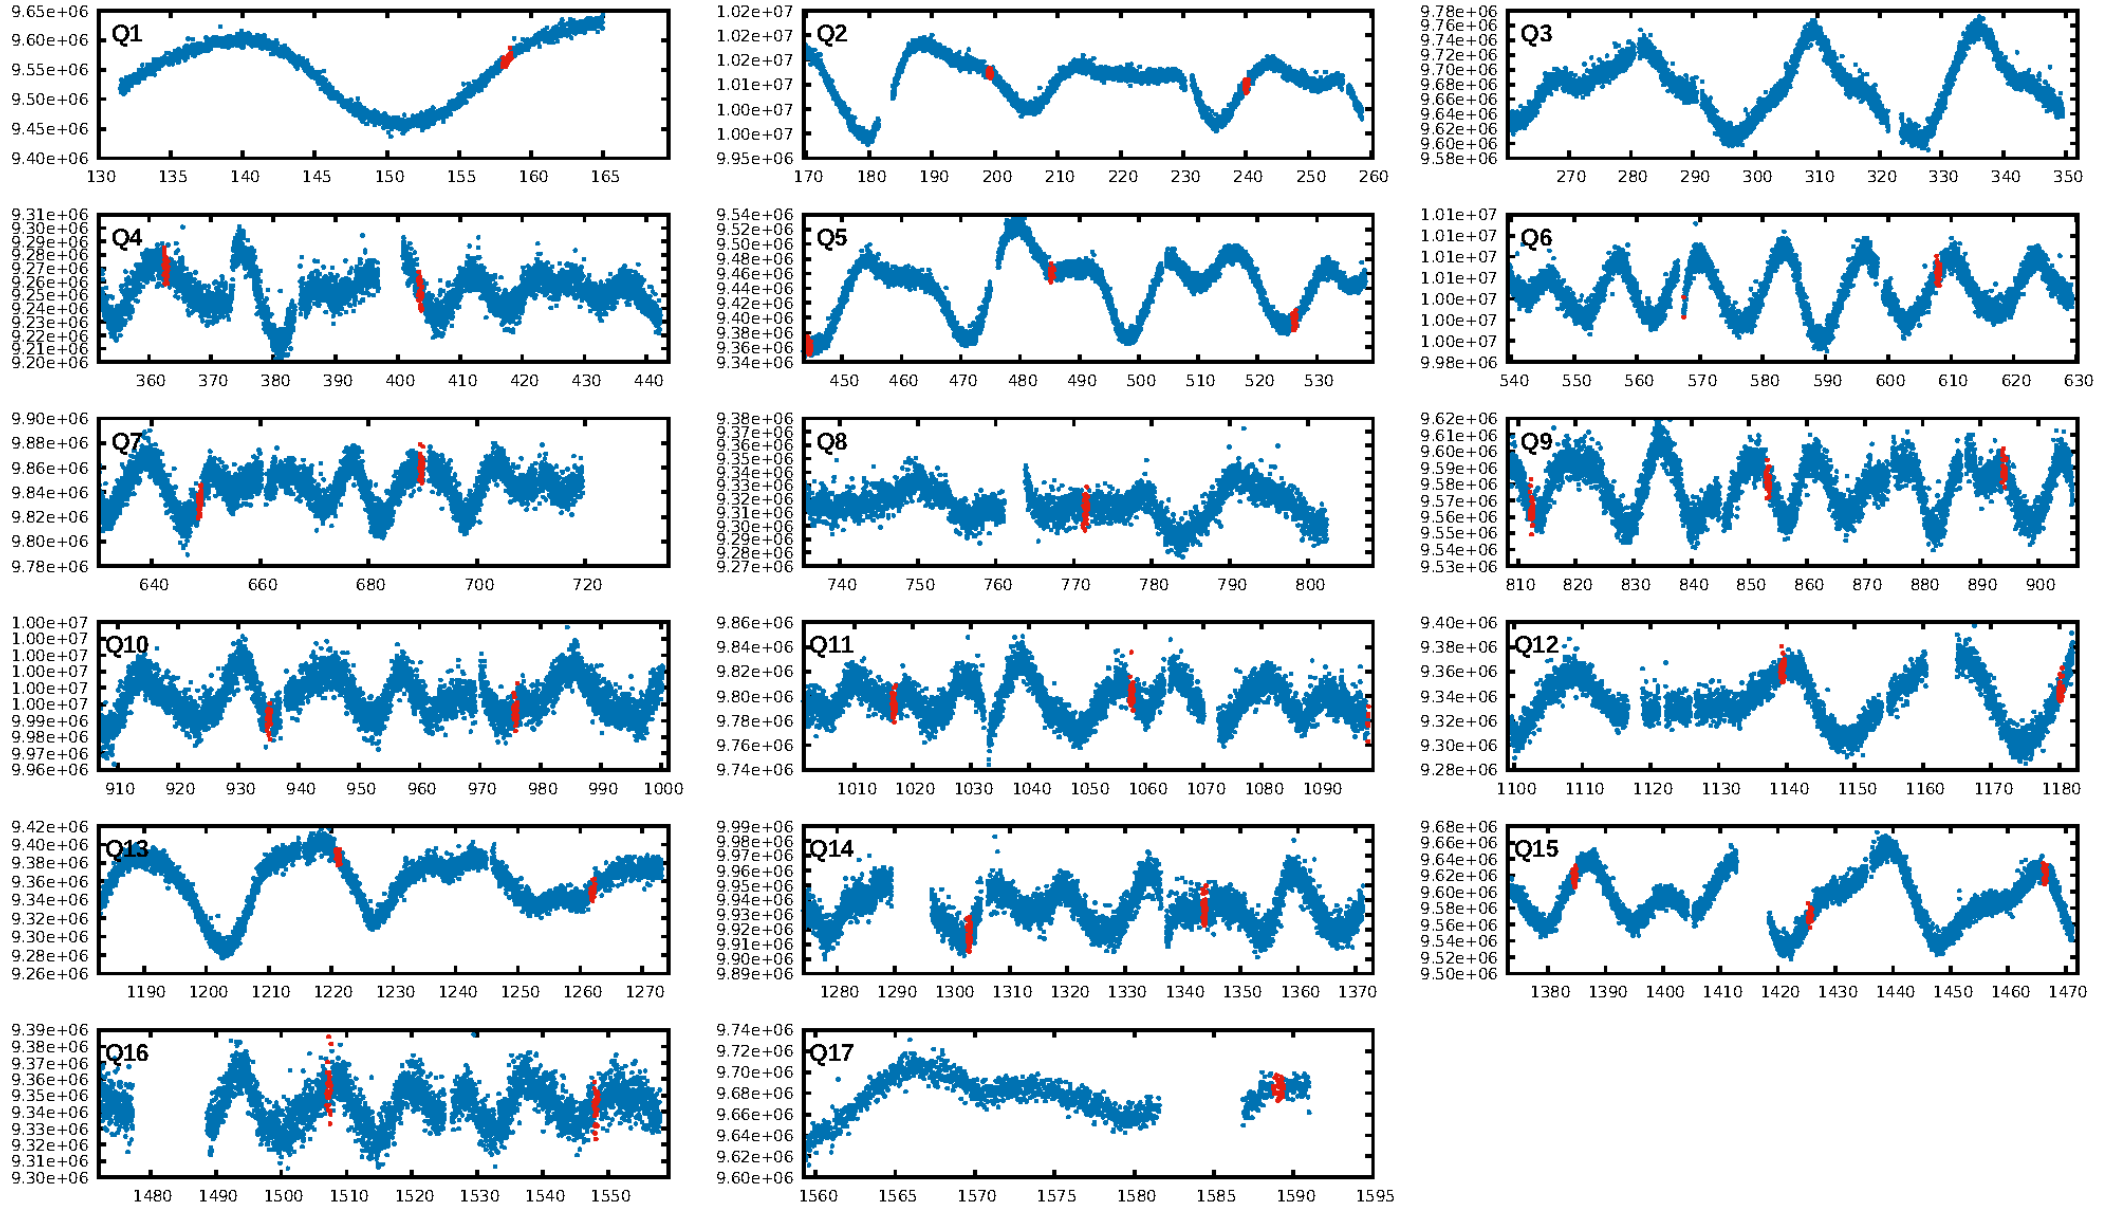 9.65e+06
9.60e+06
9.55e+06
9.50e+06
9.45e+06
9.40e+06
Q1
130 135 140 145 150 155 160 165
1.02e+07
1.02e+07
1.01e+07
1.01e+07
1.00e+07
1.00e+07
9.95e+06
Q2
170 180 190 200 210 220 230 240 250 260
9.78e+06
9.76e+06
9.74e+06
9.72e+06
9.70e+06
9.68e+06
9.66e+06
9.64e+06
9.62e+06
9.60e+06
9.58e+06
Q3
270 280 290 300 310 320 330 340 350
9.31e+06
9.30e+06
9.29e+06
9.28e+06
9.27e+06
9.26e+06
9.25e+06
9.24e+06
9.23e+06
9.22e+06
9.21e+06
9.20e+06
Q4
360 370 380 390 400 410 420 430 440
9.54e+06
9.52e+06
9.50e+06
9.48e+06
9.46e+06
9.44e+06
9.42e+06
9.40e+06
9.38e+06
9.36e+06
9.34e+06
Q5
450 460 470 480 490 500 510 520 530
1.01e+07
1.01e+07
1.01e+07
1.01e+07
1.00e+07
1.00e+07
1.00e+07
9.98e+06
Q6
540 550 560 570 580 590 600 610 620 630
9.90e+06
9.88e+06
9.86e+06
9.84e+06
9.82e+06
9.80e+06
9.78e+06
Q7
640 660 680 700 720
9.38e+06
9.37e+06
9.36e+06
9.35e+06
9.34e+06
9.33e+06
9.32e+06
9.31e+06
9.30e+06
9.29e+06
9.28e+06
9.27e+06
Q8
740 750 760 770 780 790 800
9.62e+06
9.61e+06
9.60e+06
9.59e+06
9.58e+06
9.57e+06
9.56e+06
9.55e+06
9.54e+06
9.53e+06
Q9
810 820 830 840 850 860 870 880 890 900
1.00e+07
1.00e+07
1.00e+07
1.00e+07
1.00e+07
1.00e+07
9.99e+06
9.98e+06
9.97e+06
9.96e+06
Q10
910 920 930 940 950 960 970 980 990 1000
9.86e+06
9.84e+06
9.82e+06
9.80e+06
9.78e+06
9.76e+06
9.74e+06
Q11
1010 1020 1030 1040 1050 1060 1070 1080 1090
9.40e+06
9.38e+06
9.36e+06
9.34e+06
9.32e+06
9.30e+06
9.28e+06
Q12
1100 1110 1120 1130 1140 1150 1160 1170 1180
9.42e+06
9.40e+06
9.38e+06
9.36e+06
9.34e+06
9.32e+06
9.30e+06
9.28e+06
9.26e+06
Q13
1190 1200 1210 1220 1230 1240 1250 1260 1270
9.99e+06
9.98e+06
9.97e+06
9.96e+06
9.95e+06
9.94e+06
9.93e+06
9.92e+06
9.91e+06
9.90e+06
9.89e+06
Q14
1280 1290 1300 1310 1320 1330 1340 1350 1360 1370
9.68e+06
9.66e+06
9.64e+06
9.62e+06
9.60e+06
9.58e+06
9.56e+06
9.54e+06
9.52e+06
9.50e+06
Q15
1380 1390 1400 1410 1420 1430 1440 1450 1460 1470
9.39e+06
9.38e+06
9.37e+06
9.36e+06
9.35e+06
9.34e+06
9.33e+06
9.32e+06
9.31e+06
9.30e+06
Q16
1480 1490 1500 1510 1520 1530 1540 1550
9.74e+06
9.72e+06
9.70e+06
9.68e+06
9.66e+06
9.64e+06
9.62e+06
9.60e+06
Q17
1560 1565 1570 1575 1580 1585 1590 1595